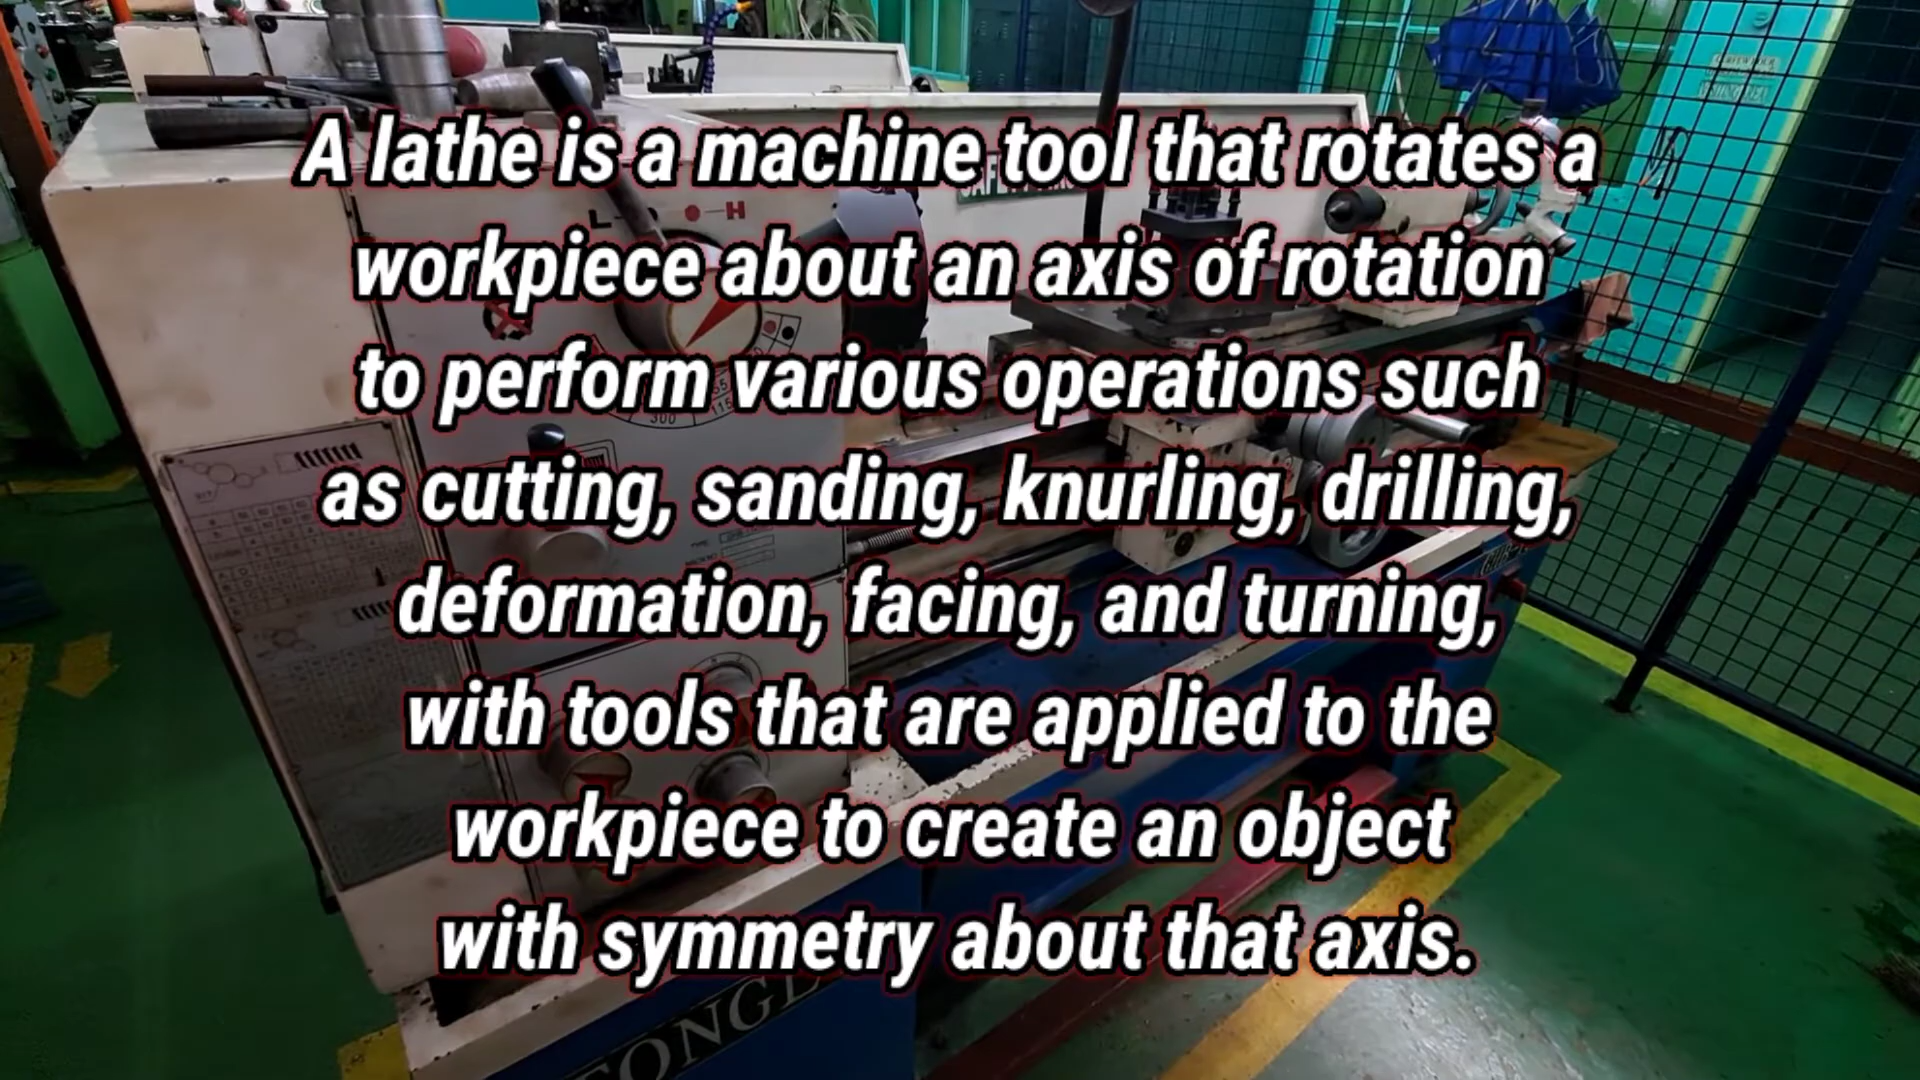 A lathe is a machine tool that rotates a
workpiece about an axis of rotation
to perform various operations such
as cutting, sanding, knurling, drilling,
deformation, facing, and turning,
with tools that are applied to the
workpiece to create an object
with symmetry about that axis.
L
H
300